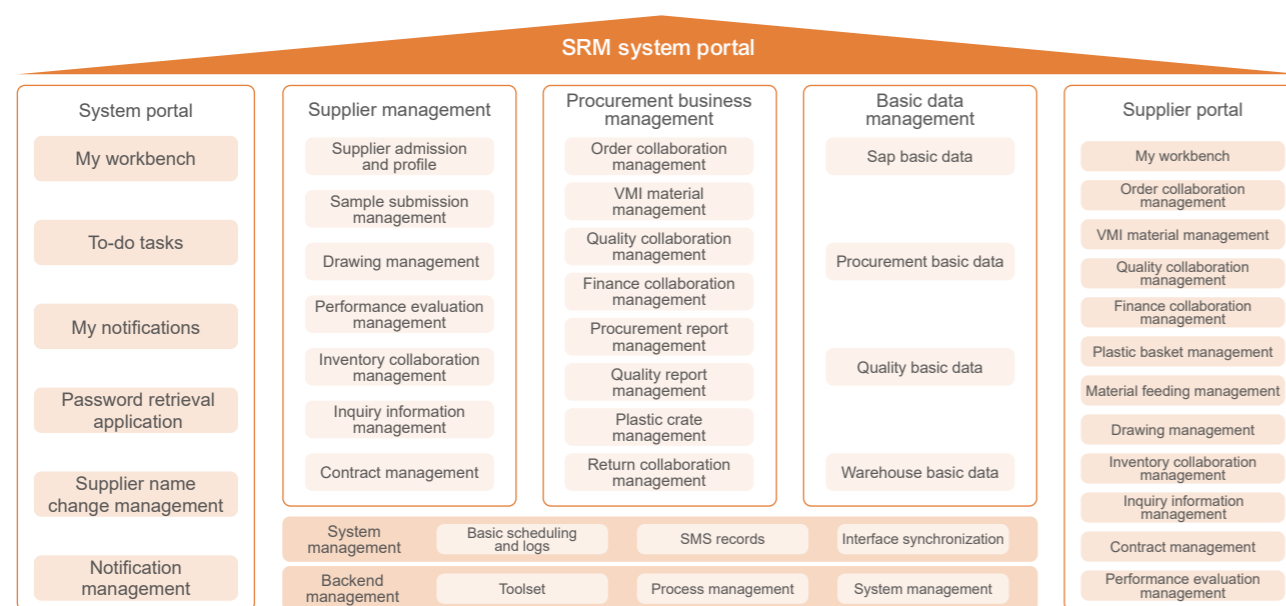 SRM system portal
System portal
My workbench
To-do tasks
My notifications
Password retrieval
application
Supplier name
change management
Notification
management
Supplier management
Supplier admission
and profile
Sample submission
management
Drawing management
Performance evaluation
management
Inventory collaboration
management
Inquiry information
management
Contract management
Procurement business
management
Order collaboration
management
VMI material
management
Quality collaboration
management
Finance collaboration
management
Procurement report
management
Quality report
management
Plastic crate
management
Return collaboration
management
Basic data
management
Sap basic data
Procurement basic data
Quality basic data
Warehouse basic data
System
management
Basic scheduling
and logs
SMS records
Interface synchronization
Backend
management
Toolset
Process management
System management
Supplier portal
My workbench
Order collaboration
management
VMI material management
Quality collaboration
management
Finance collaboration
management
Plastic basket management
Material feeding management
Drawing management
Inventory collaboration
management
Inquiry information
management
Contract management
Performance evaluation
management